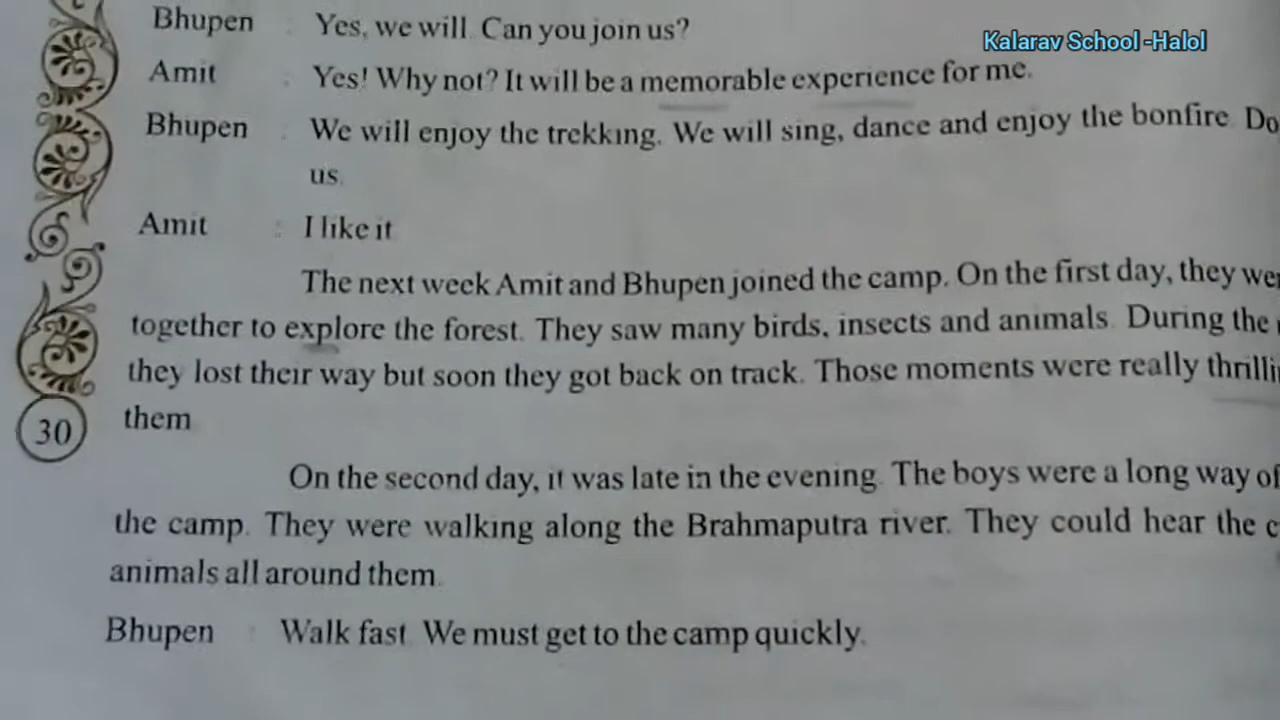 Bhupen : Yes, we will. Can you join us?
Kalarav School -Halol
Amit : Yes! Why not? It will be a memorable experience for me.
Bhupen : We will enjoy the trekking. We will sing, dance and enjoy the bonfire. Do
us.
Amit : I like it
The next week Amit and Bhupen joined the camp. On the first day, they
together to explore the forest. They saw many birds, insects and animals. During the
they lost their way but soon they got back on track. Those moments were really
them
30
On the second day, it was late in the evening. The boys were a long way
the camp. They were walking along the Brahmaputra river. They could hear the
animals all around them.
Bhupen : Walk fast. We must get to the camp quickly.